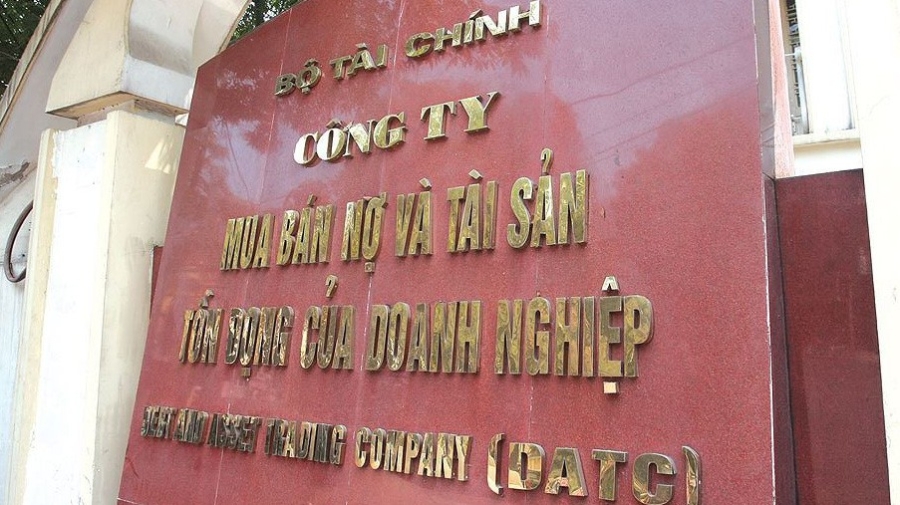 BỘ TÀI CHÍNH
CÔNG TY
MUA BÁN NỢ VÀ TÀI SẢN
TỒN ĐỌNG CỦA DOANH NGHIỆP
DEBT AND ASSET TRADING COMPANY (DATC)